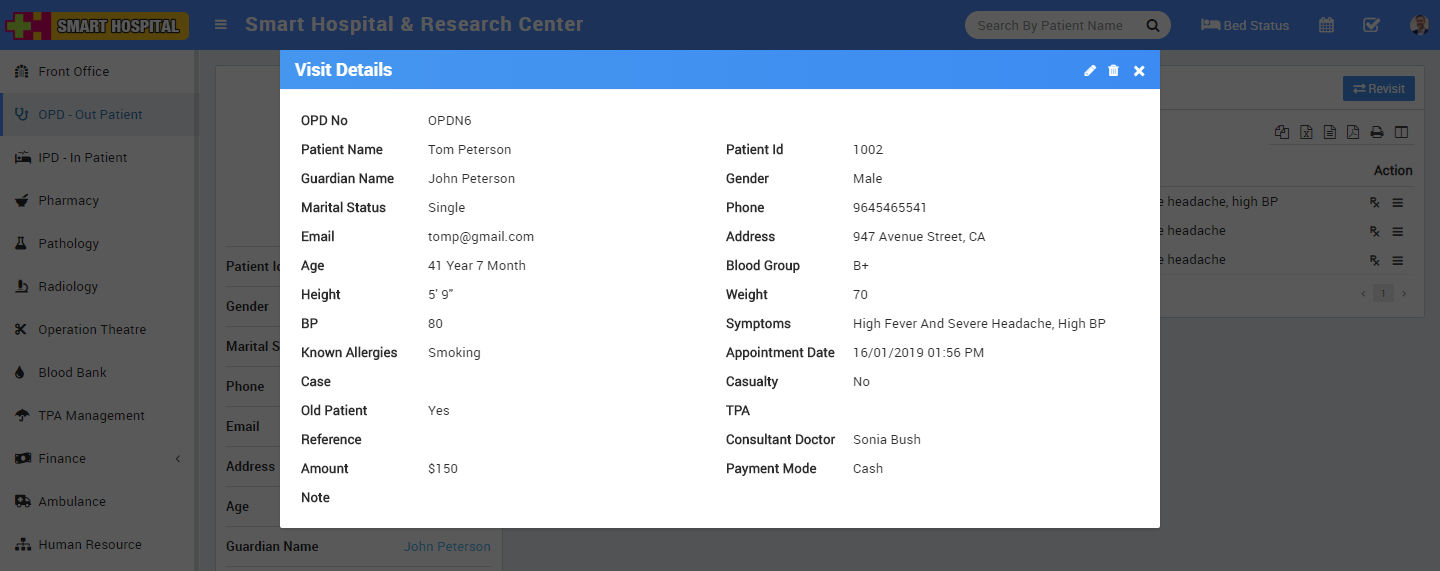 SMART HOSPITAL
Smart Hospital & Research Center
Search By Patient Name
Bed Status
Front Office
OPD - Out Patient
IPD - In Patient
Pharmacy
Pathology
Radiology
Operation Theatre
Blood Bank
TPA Management
Finance
Ambulance
Human Resource
Patient Id
Gender
Marital S
Phone
Email
Address
Age
Guardian Name John Peterson
Visit Details
OPD No OPDN6
Patient Name Tom Peterson Patient Id 1002
Guardian Name John Peterson Gender Male
Marital Status Single Phone 9645465541
Email tomp@gmail.com Address 947 Avenue Street, CA
Age 41 Year 7 Month Blood Group B+
Height 5' 9" Weight 70
BP 80 Symptoms High Fever And Severe Headache, High BP
Known Allergies Smoking Appointment Date 16/01/2019 01:56 PM
Case Casualty No
Old Patient Yes TPA
Reference Consultant Doctor Sonia Bush
Amount $150 Payment Mode Cash
Note
Revisit
Action
e headache, high BP
e headache
e headache
1